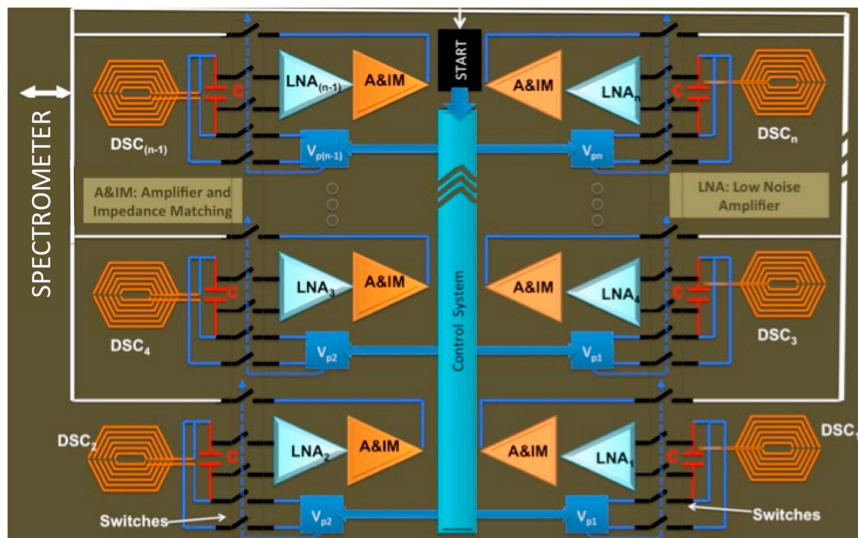 SPECTROMETER
START
LNA(n-1)
A&IM
A&IM
LNAn
C
C
DSC(n-1)
DSCn
Vp(n-1)
Vpn
A&IM: Amplifier and
Impedance Matching
LNA: Low Noise
Amplifier
Control System
LNA3
A&IM
A&IM
LNA4
C
C
DSC4
DSC3
Vp2
Vp1
DSC2
DSC1
LNA2
A&IM
A&IM
LNA1
C
C
Switches
Vp2
Vp1
Switches